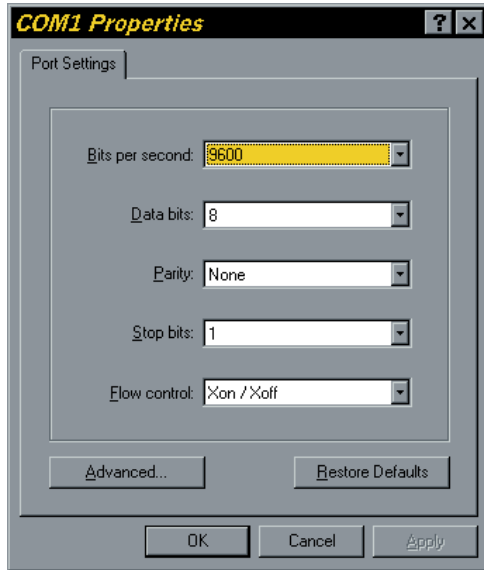 COM1 Properties
Port Settings
Bits per second: 9600
Data bits: 8
Parity: None
Stop bits: 1
Flow control: Xon / Xoff
Advanced... Restore Defaults
OK Cancel Apply